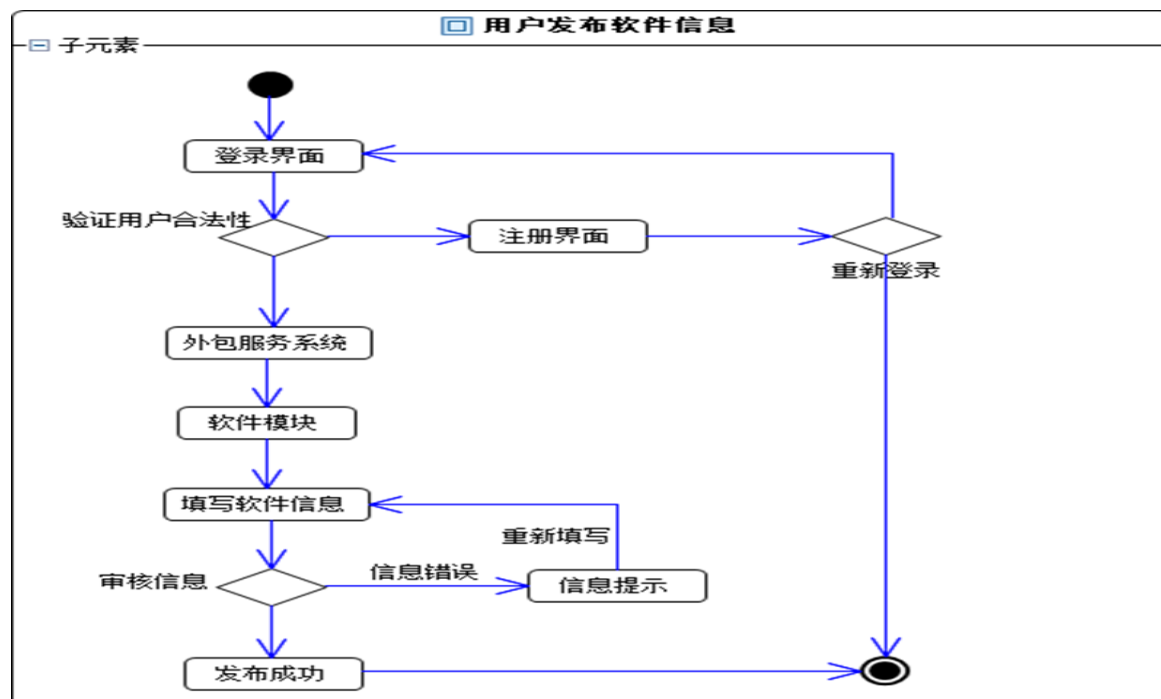 用户发布软件信息
子元素
登录界面
验证用户合法性
注册界面
重新登录
外包服务系统
软件模块
填写软件信息
重新填写
审核信息
信息错误
信息提示
发布成功